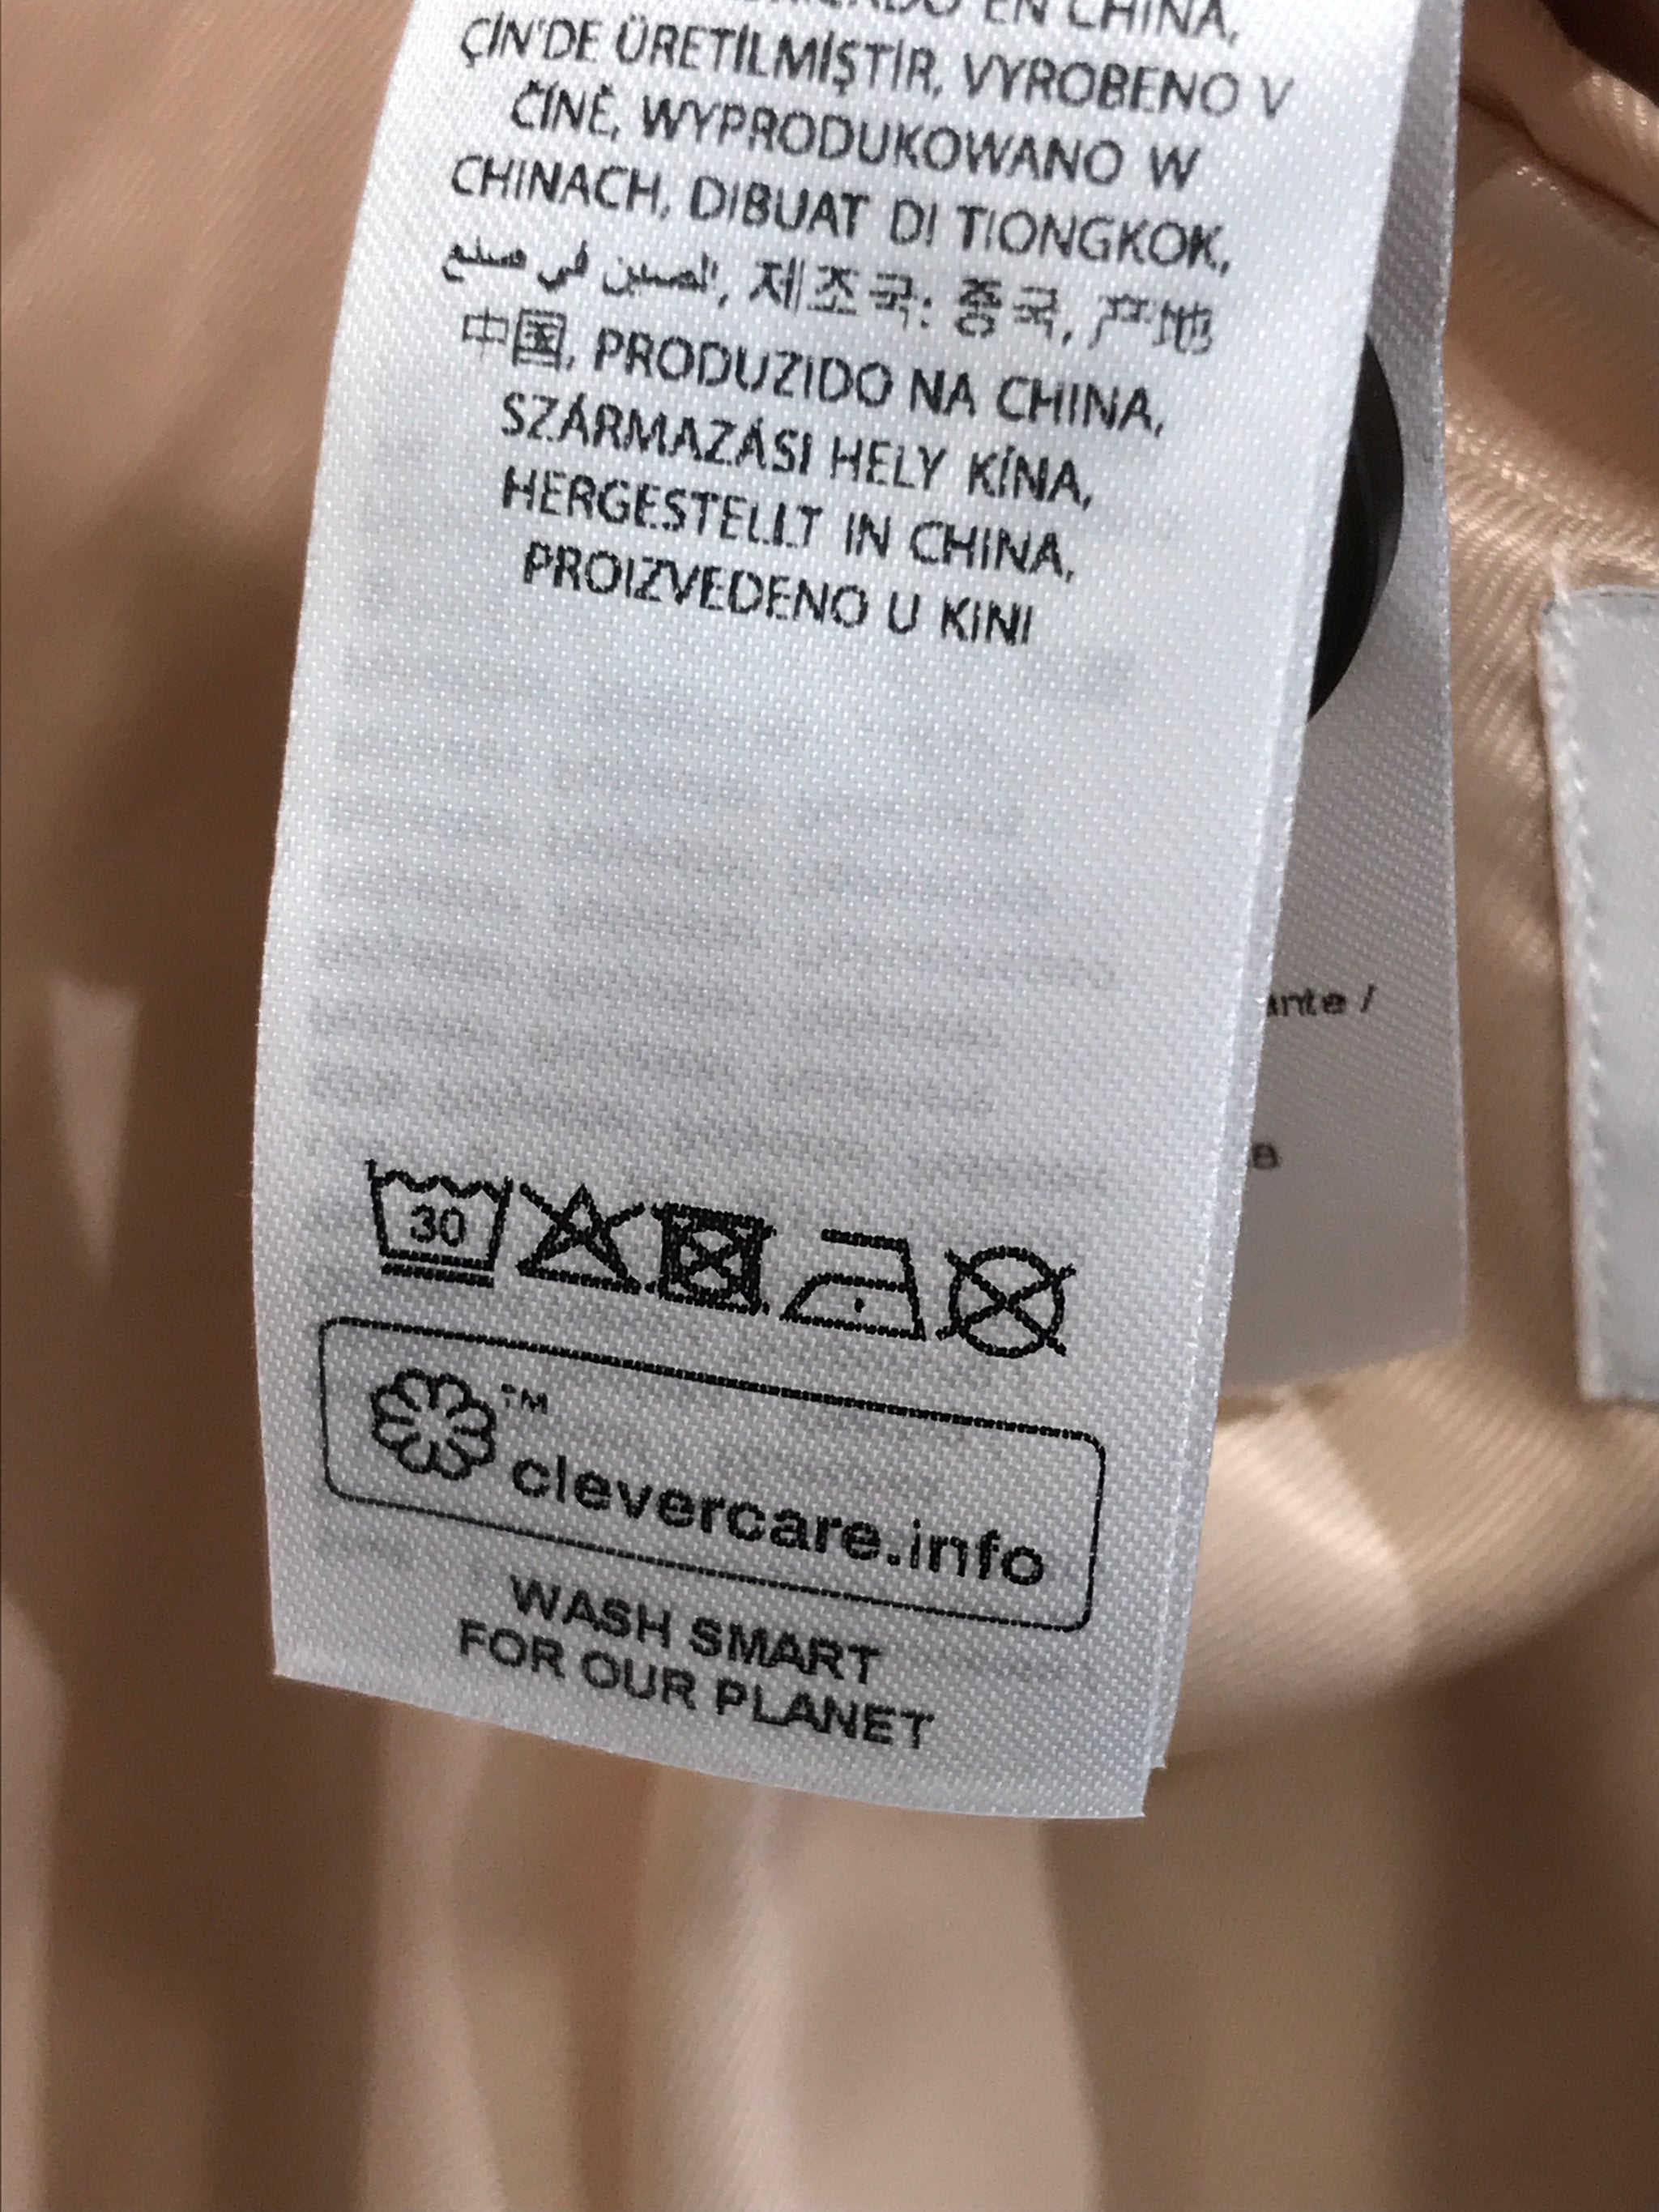 EN CHINA,
ÇİN'DE ÜRETİLMİŞTİR, VYROBENO V
ČÍNĚ, WYPRODUKOWANO W
CHINACH, DIBUAT DI TIONGKOK,
الصين في صنع, 제조국: 중국, 产地
中国, PRODUZIDO NA CHINA,
SZÁRMAZÁSI HELY KÍNA,
HERGESTELLT IN CHINA,
PROIZVEDENO U KINI
30
TM
clevercare.info
WASH SMART
FOR OUR PLANET